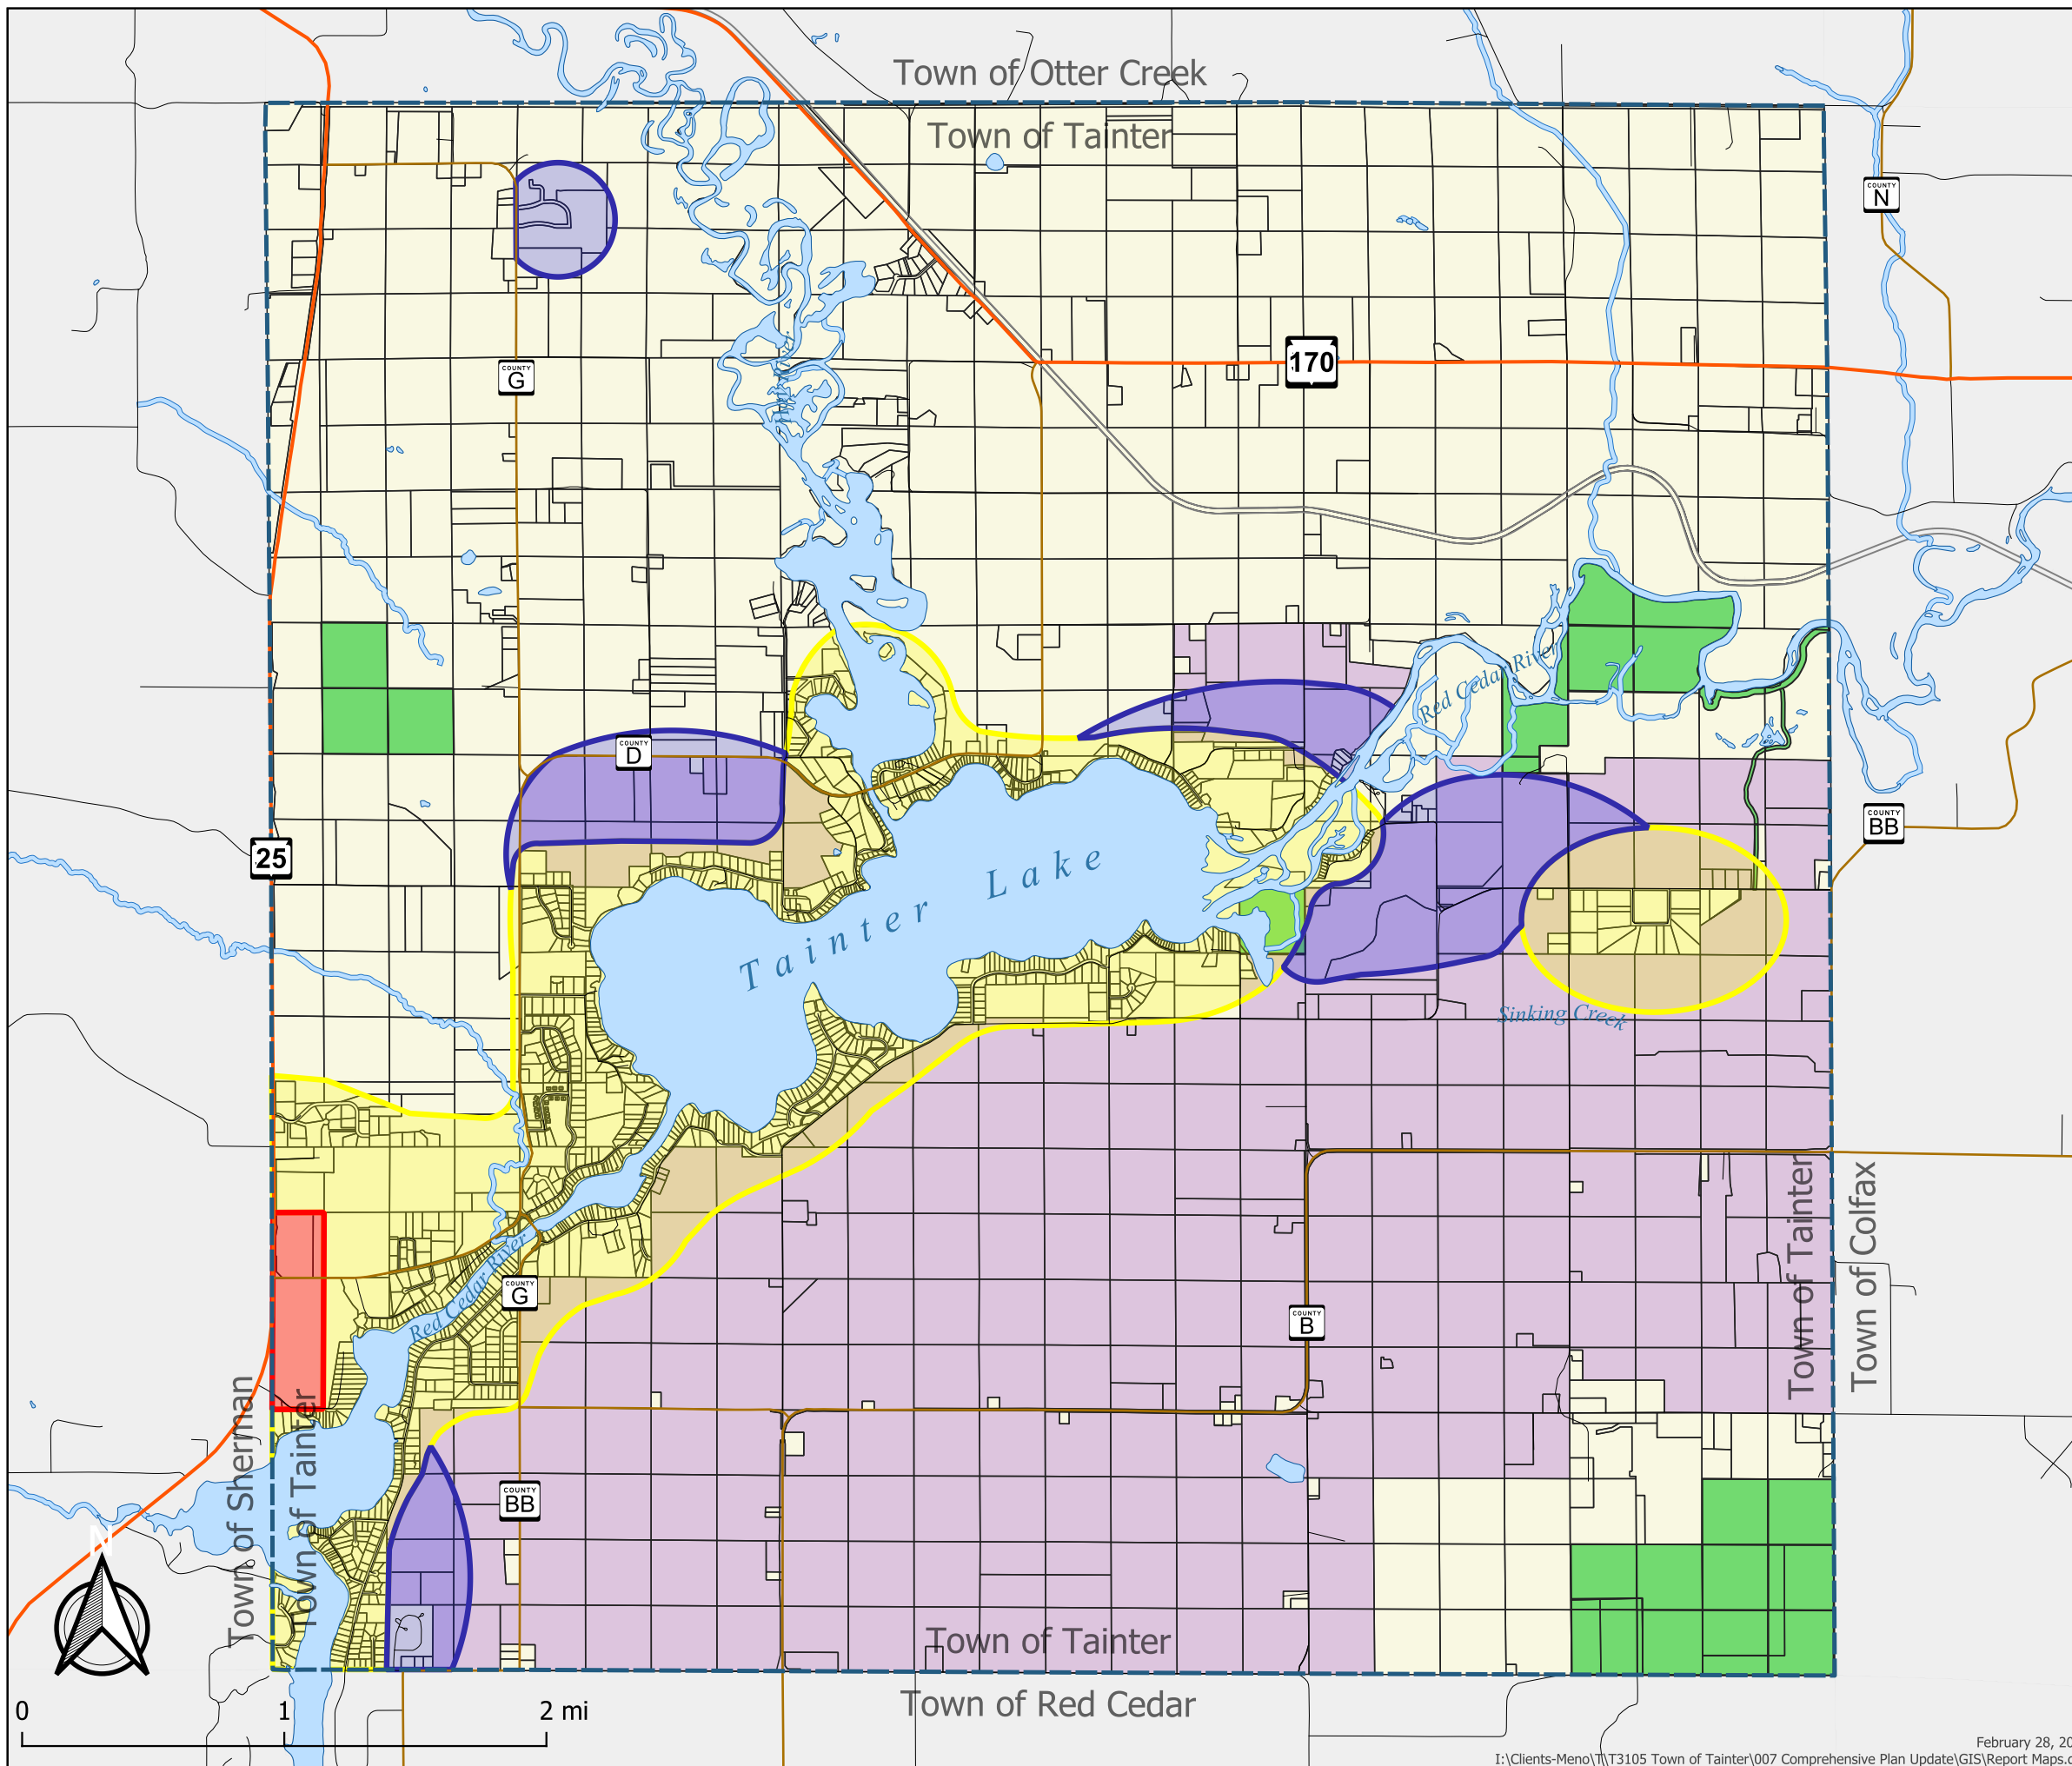 Town of Otter Creek
Town of Tainter
COUNTY
N
170
COUNTY
G
Red Cedar River
COUNTY
D
COUNTY
BB
25
Tainter Lake
Sinking Creek
Town of Tainter
Town of Colfax
Red Cedar River
COUNTY
G
COUNTY
B
Town of Sherman
Town of Tainter
COUNTY
BB
N
Town of Tainter
Town of Red Cedar
0 1 2 mi
February 28, 20
I:\Clients-Meno\T\T3105 Town of Tainter\007 Comprehensive Plan Update\GIS\Report Maps.